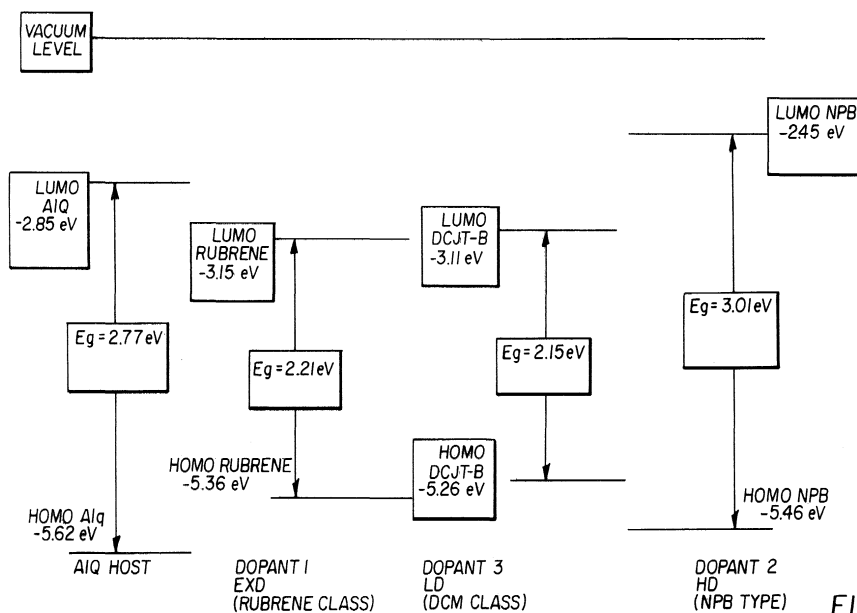 VACUUM
LEVEL
LUMO NPB
-2.45 eV
LUMO
AlQ
-2.85 eV
LUMO
RUBRENE
-3.15 eV
LUMO
DCJT-B
-3.11 eV
Eg=2.77eV
Eg=2.21eV
Eg=2.15eV
Eg=3.01eV
HOMO RUBRENE
-5.36 eV
HOMO
DCJT-B
-5.26 eV
HOMO NPB
-5.46 eV
HOMO Alq
-5.62 eV
AlQ HOST
DOPANT 1
EXD
(RUBRENE CLASS)
DOPANT 3
LD
(DCM CLASS)
DOPANT 2
HD
(NPB TYPE)